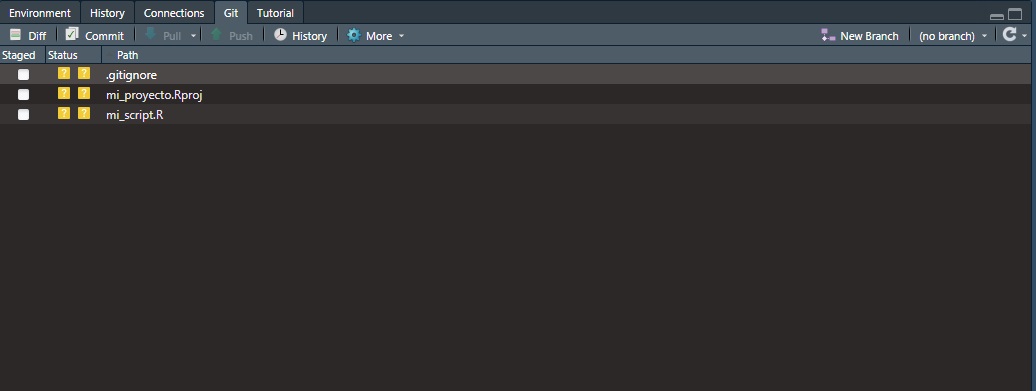 Environment History Connections Git Tutorial
Diff Commit Pull Push History More New Branch (no branch)
Staged Status Path
? ? .gitignore
? ? mi_proyecto.Rproj
? ? mi_script.R